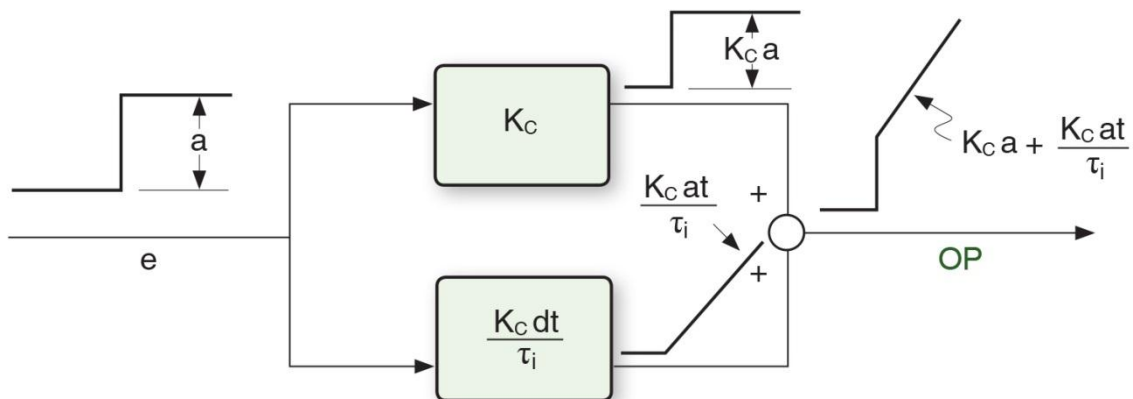 a
e
K_C
K_C a
K_C dt
τ_i
K_C at
τ_i
+
+
K_C a + K_C at
τ_i
OP